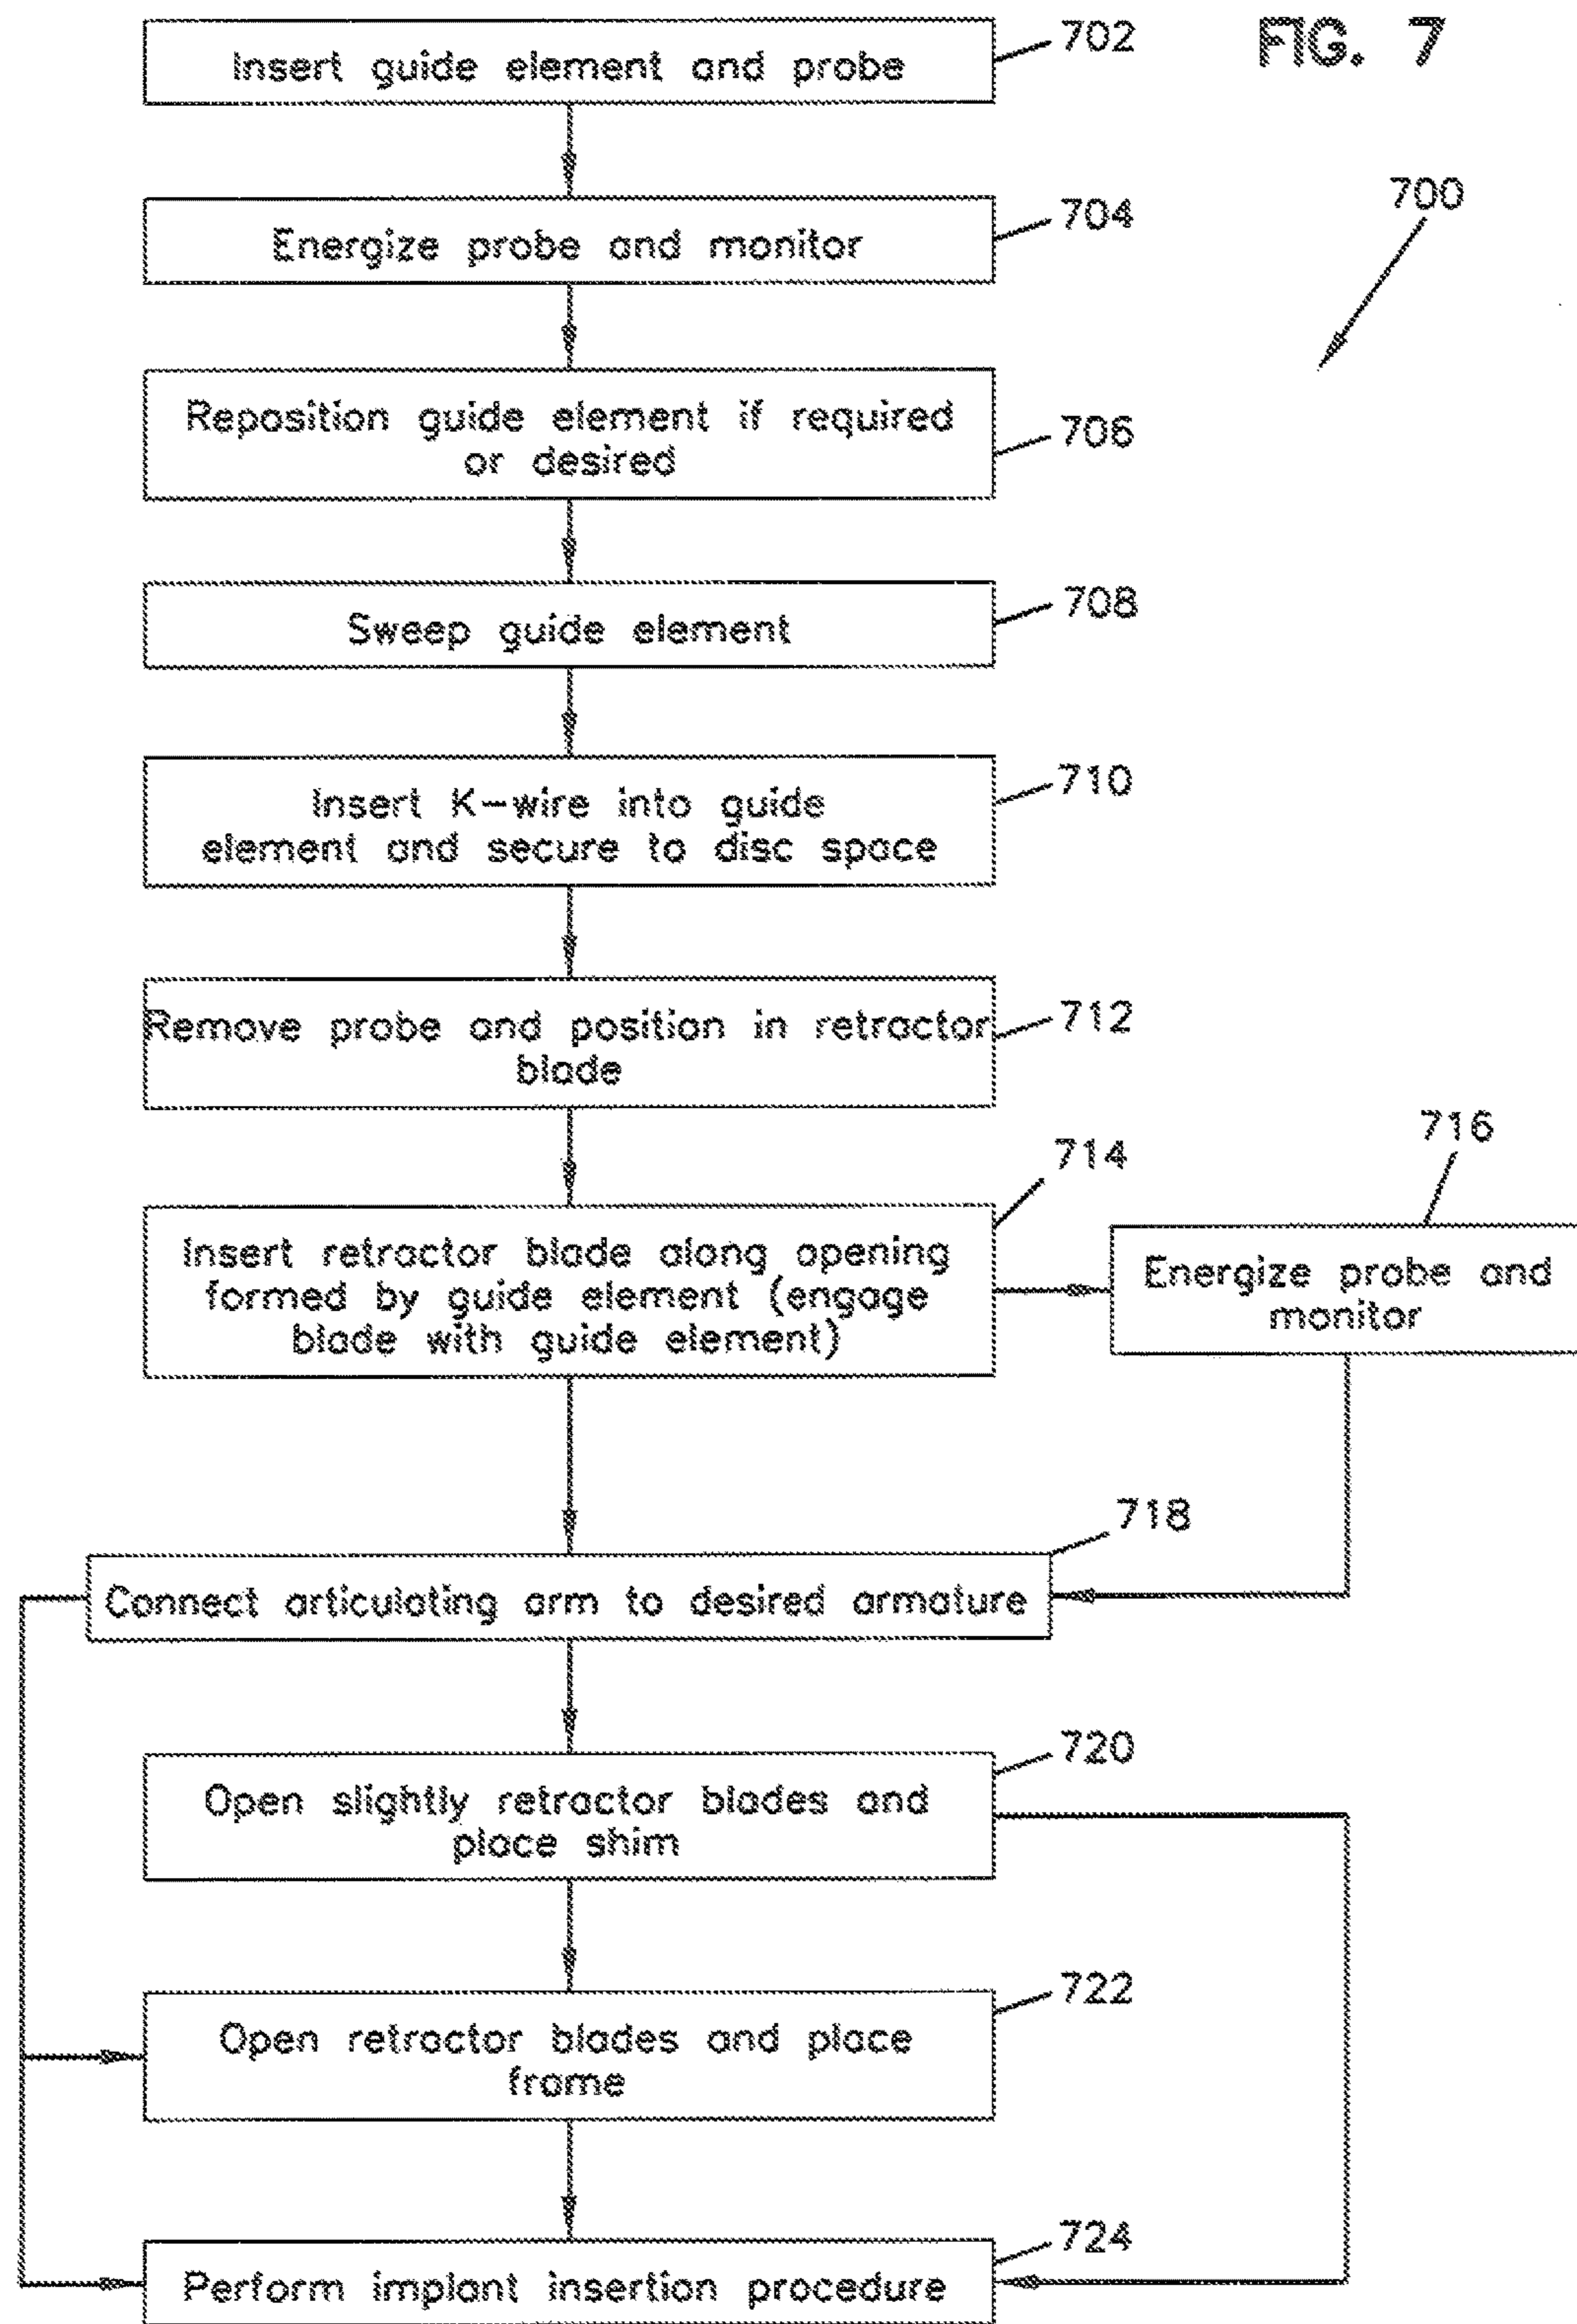 FIG. 7
700
Insert guide element and probe
702
Energize probe and monitor
704
Reposition guide element if required
or desired
706
Sweep guide element
708
Insert K-wire into guide
element and secure to disc space
710
Remove probe and position in retractor
blade
712
Insert retractor blade along opening
formed by guide element (engage
blade with guide element)
714
Energize probe and
monitor
716
Connect articulating arm to desired armature
718
Open slightly retractor blades and
place shim
720
Open retractor blades and place
frame
722
Perform implant insertion procedure
724